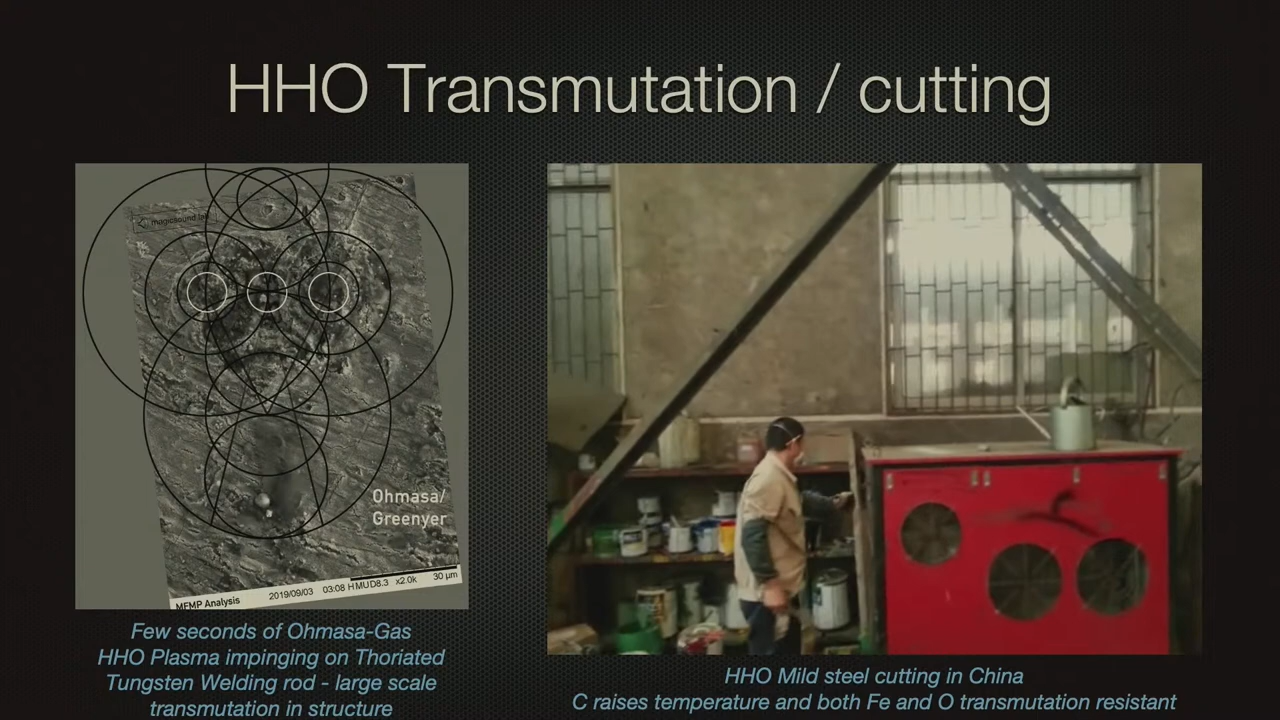 HHO Transmutation / cutting
magicsound lab
Ohmasa/
Greenyer
MFMP Analysis 2019/09/03 03:08 HMUD8.3 x2.0k 30 µm
Few seconds of Ohmasa-Gas
HHO Plasma impinging on Thoriated
Tungsten Welding rod - large scale
transmutation in structure
HHO Mild steel cutting in China
C raises temperature and both Fe and O transmutation resistant